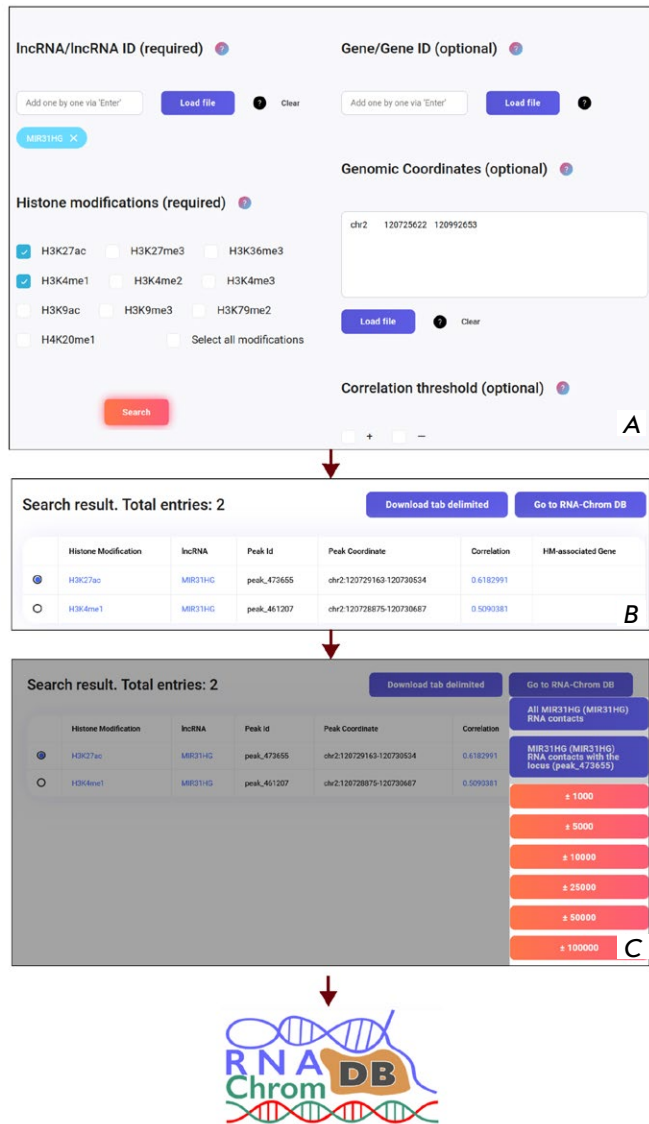 lncRNA/lncRNA ID (required) ?
Add one by one via 'Enter' Load file ? Clear
MIR31HG ×
Histone modifications (required) ?
H3K27ac H3K27me3 H3K36me3
H3K4me1 H3K4me2 H3K4me3
H3K9ac H3K9me3 H3K79me2
H4K20me1 Select all modifications
Search
Gene/Gene ID (optional) ?
Add one by one via 'Enter' Load file ?
Genomic Coordinates (optional) ?
chr2 120725622 120992653
Load file ? Clear
Correlation threshold (optional) ?
+ −
A
Search result. Total entries: 2 Download tab delimited Go to RNA-Chrom DB
Histone Modification lncRNA Peak Id Peak Coordinate Correlation HM-associated Gene
H3K27ac MIR31HG peak_473655 chr2:120729163-120730534 0.6182991
H3K4me1 MIR31HG peak_461207 chr2:120728875-120730687 0.5090381
B
Search result. Total entries: 2 Download tab delimited Go to RNA-Chrom DB
Histone Modification lncRNA Peak Id Peak Coordinate Correlation
H3K27ac MIR31HG peak_473655 chr2:120729163-120730534 0.6182991
H3K4me1 MIR31HG peak_461207 chr2:120728875-120730687 0.5090381
All MIR31HG (MIR31HG)
RNA contacts
MIR31HG (MIR31HG)
RNA contacts with the
locus (peak_473655)
± 1000
± 5000
± 10000
± 25000
± 50000
± 100000
C
RNA
Chrom
DB